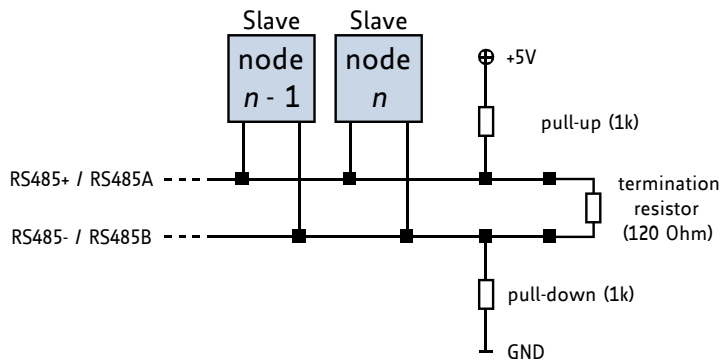 Slave
Slave
node
n - 1
node
n
+5V
pull-up (1k)
RS485+ / RS485A
termination
resistor
(120 Ohm)
RS485- / RS485B
pull-down (1k)
GND